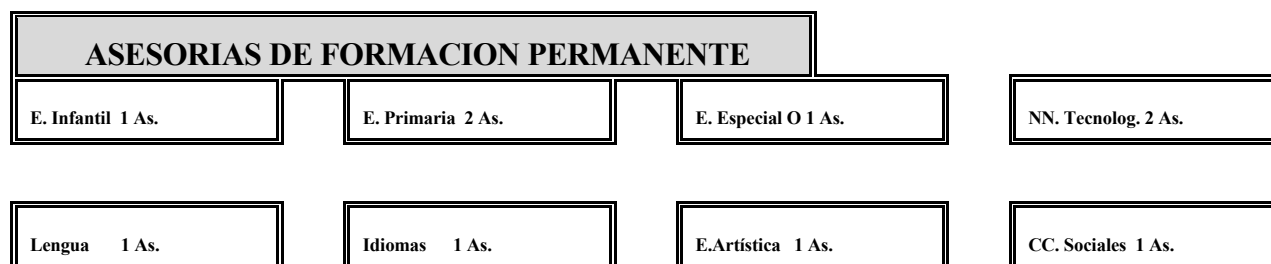 ASESORIAS DE FORMACION PERMANENTE
E. Infantil 1 As.
E. Primaria 2 As.
E. Especial O 1 As.
NN. Tecnolog. 2 As.
Lengua 1 As.
Idiomas 1 As.
E.Artística 1 As.
CC. Sociales 1 As.